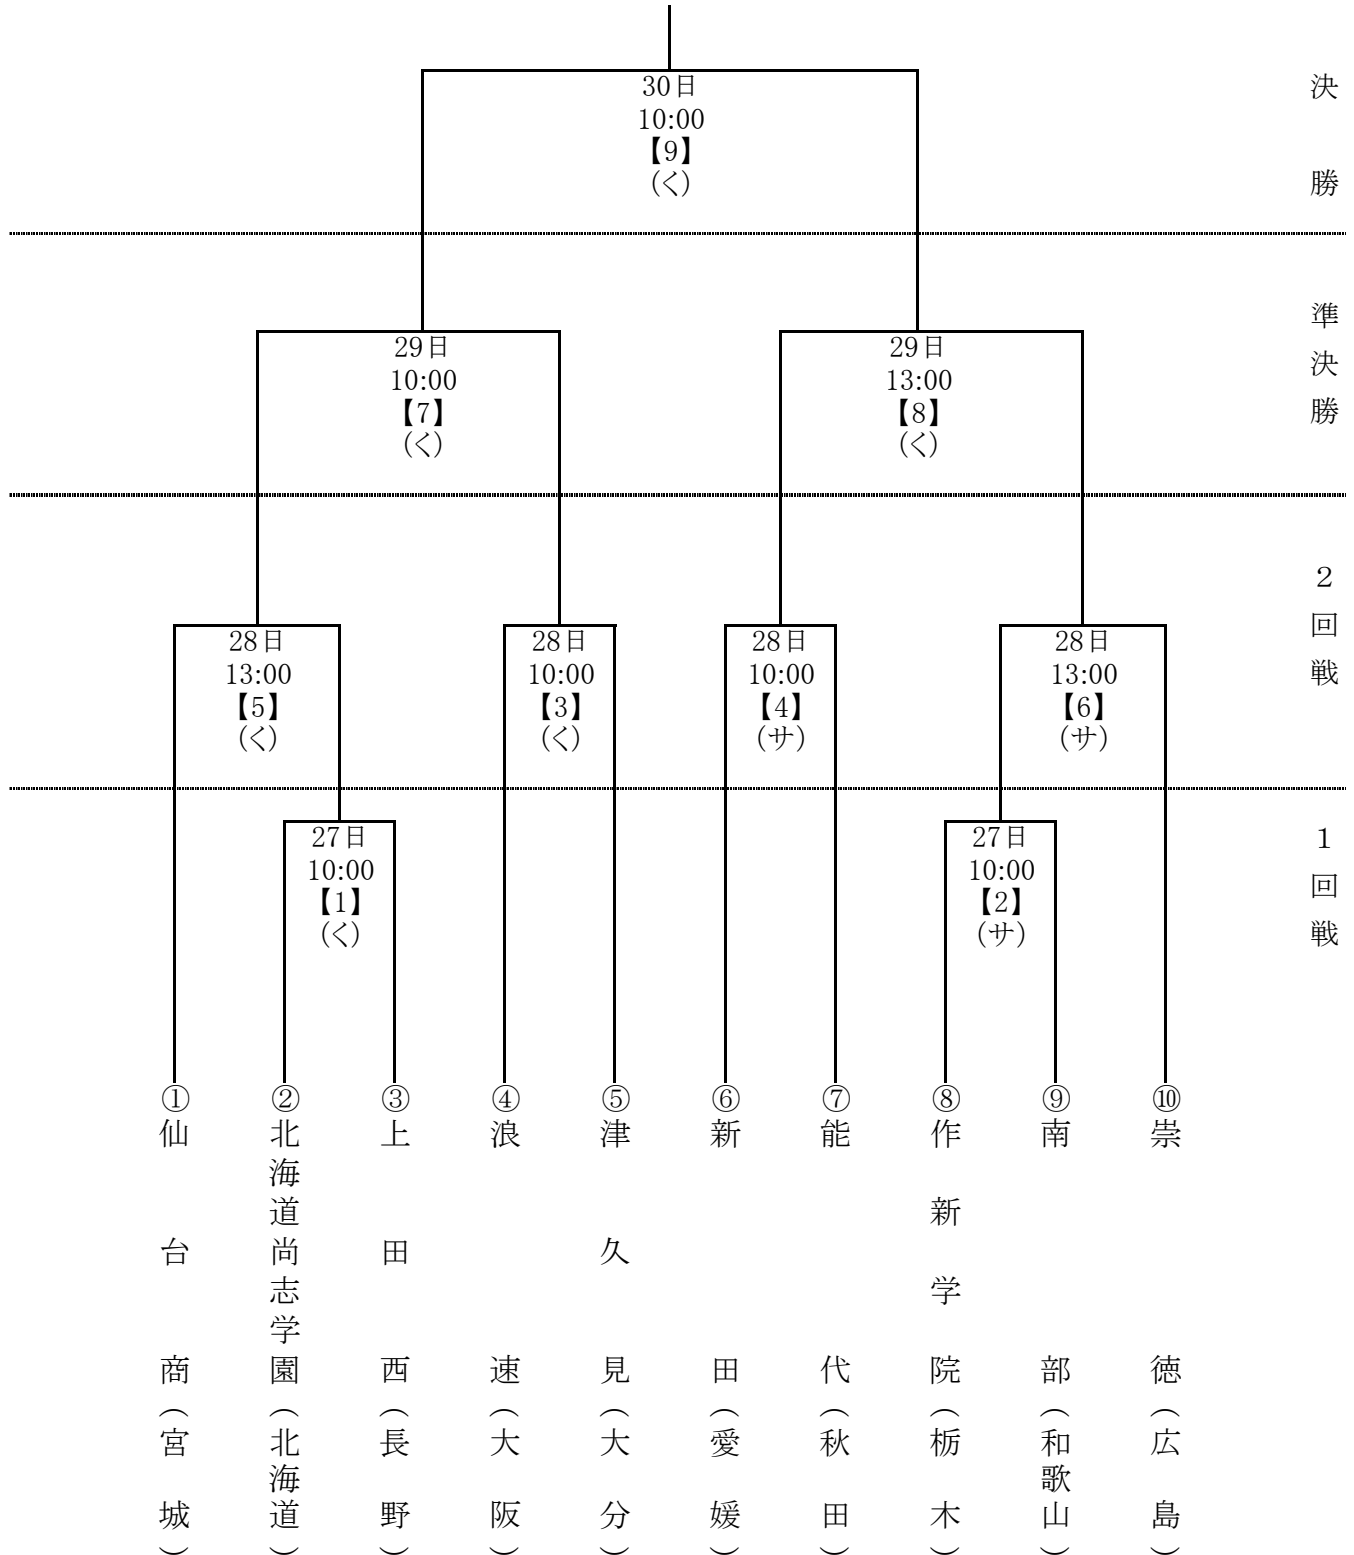 30日
10:00
【9】
(く)
決勝
29日
10:00
【7】
(く)
29日
13:00
【8】
(く)
準決勝
28日
13:00
【5】
(く)
28日
10:00
【3】
(く)
28日
10:00
【4】
(サ)
28日
13:00
【6】
(サ)
2回戦
27日
10:00
【1】
(く)
27日
10:00
【2】
(サ)
1回戦
①仙台商(宮城)
②北海道尚志学園(北海道)
③上田西(長野)
④浪速(大阪)
⑤津久見(大分)
⑥新田(愛媛)
⑦能代(秋田)
⑧作新学院(栃木)
⑨南部(和歌山)
⑩崇徳(広島)